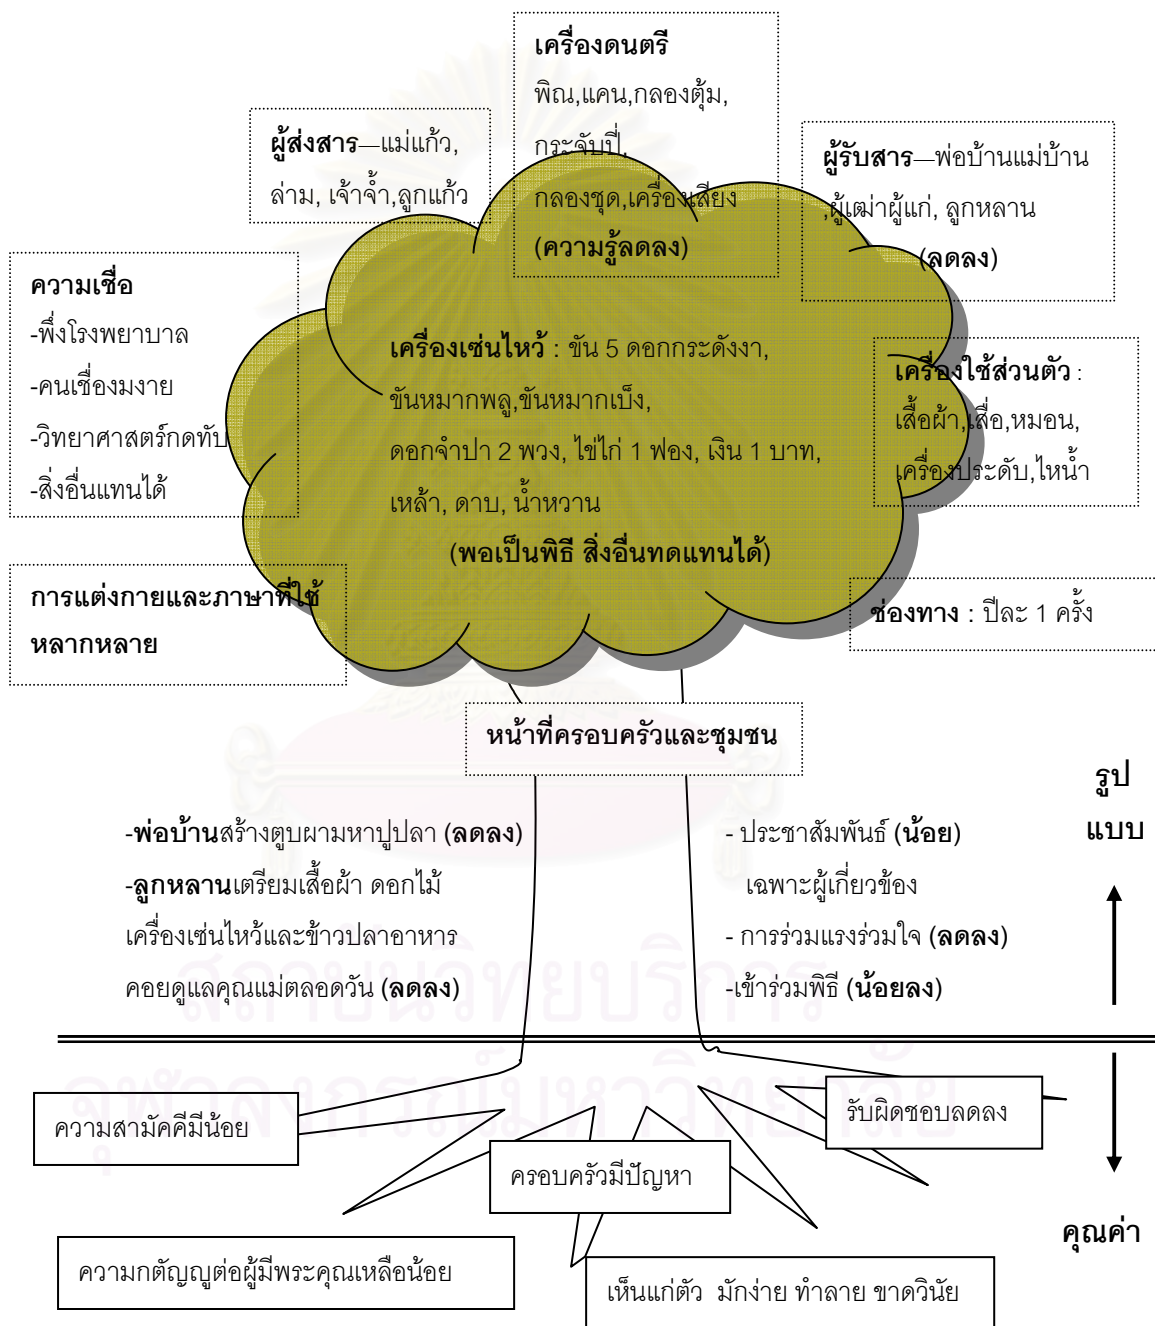 เครื่องดนตรี
พิณ,แคน,กลองตุ้ม,
กระจับปี่,
กลองชุด,เครื่องเสียง
(ความรู้ลดลง)
ผู้ส่งสาร—แม่แก้ว,
ล่าม, เจ้าจ้ำ,ลูกแก้ว
ผู้รับสาร—พ่อบ้านแม่บ้าน
,ผู้เฒ่าผู้แก่, ลูกหลาน
(ลดลง)
ความเชื่อ
-พึ่งโรงพยาบาล
-คนเชื่องมงาย
-วิทยาศาสตร์กดทับ
-สิ่งอื่นแทนได้
เครื่องเซ่นไหว้ : ขัน 5 ดอกกระดังงา,
ขันหมากพลู,ขันหมากเบ็ง,
ดอกจำปา 2 พวง, ไข่ไก่ 1 ฟอง, เงิน 1 บาท,
เหล้า, ดาบ, น้ำหวาน
(พอเป็นพิธี สิ่งอื่นทดแทนได้)
เครื่องใช้ส่วนตัว :
เสื้อผ้า,เสื่อ,หมอน,
เครื่องประดับ,ไหน้ำ
การแต่งกายและภาษาที่ใช้
หลากหลาย
ช่องทาง : ปีละ 1 ครั้ง
หน้าที่ครอบครัวและชุมชน
รูป
แบบ
-พ่อบ้านสร้างตูบผามหาปูปลา (ลดลง)
-ลูกหลานเตรียมเสื้อผ้า ดอกไม้
เครื่องเซ่นไหว้และข้าวปลาอาหาร
คอยดูแลคุณแม่ตลอดวัน (ลดลง)
- ประชาสัมพันธ์ (น้อย)
เฉพาะผู้เกี่ยวข้อง
- การร่วมแรงร่วมใจ (ลดลง)
-เข้าร่วมพิธี (น้อยลง)
สถาบันวิทยบริการ
จุฬาลงกรณ์มหาวิทยาลัย
ความสามัคคีมีน้อย
รับผิดชอบลดลง
ครอบครัวมีปัญหา
คุณค่า
ความกตัญญูต่อผู้มีพระคุณเหลือน้อย
เห็นแก่ตัว มักง่าย ทำลาย ขาดวินัย